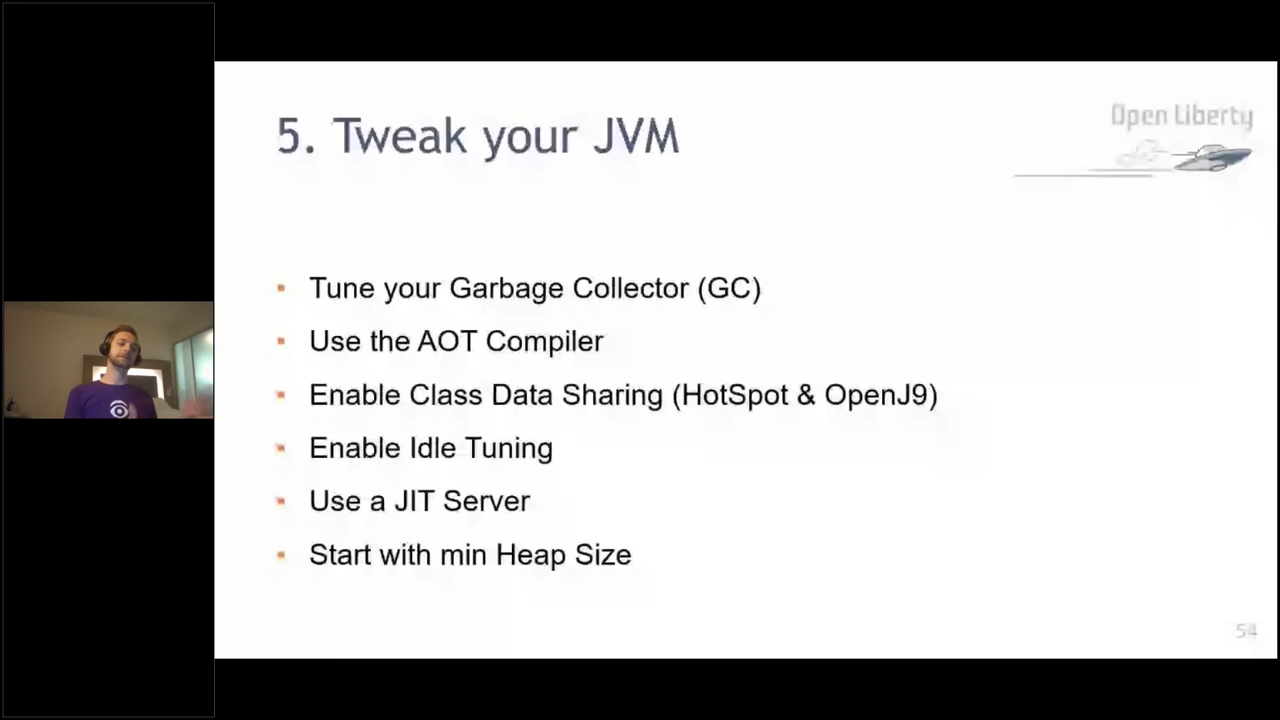 5. Tweak your JVM
Open Liberty
Tune your Garbage Collector (GC)
Use the AOT Compiler
Enable Class Data Sharing (HotSpot & OpenJ9)
Enable Idle Tuning
Use a JIT Server
Start with min Heap Size
54